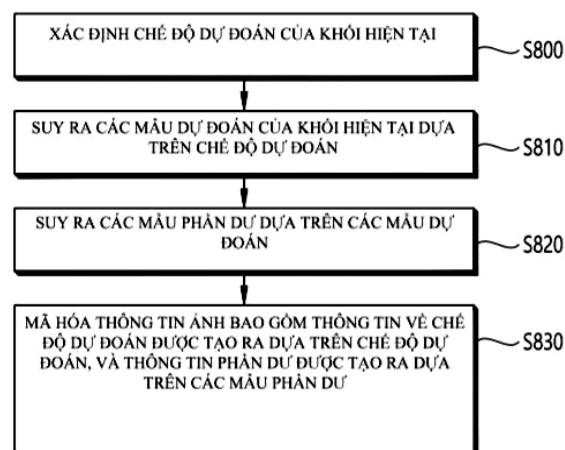 XÁC ĐỊNH CHẾ ĐỘ DỰ ĐOÁN CỦA KHỐI HIỆN TẠI
S800
SUY RA CÁC MẪU DỰ ĐOÁN CỦA KHỐI HIỆN TẠI DỰA
TRÊN CHẾ ĐỘ DỰ ĐOÁN
S810
SUY RA CÁC MẪU PHẦN DƯ DỰA TRÊN CÁC MẪU DỰ
ĐOÁN
S820
MÃ HÓA THÔNG TIN ẢNH BAO GỒM THÔNG TIN VỀ CHẾ
ĐỘ DỰ ĐOÁN ĐƯỢC TẠO RA DỰA TRÊN CHẾ ĐỘ DỰ
ĐOÁN, VÀ THÔNG TIN PHẦN DƯ ĐƯỢC TẠO RA DỰA
TRÊN CÁC MẪU PHẦN DƯ
S830